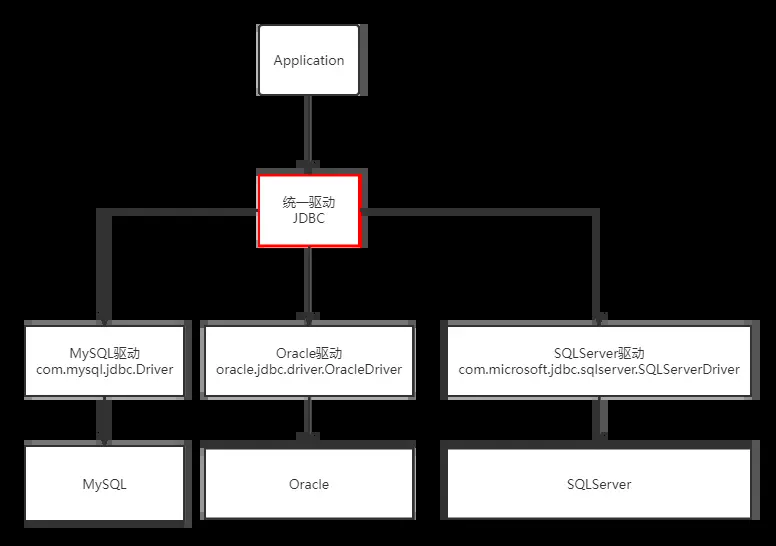 Application
统一驱动
JDBC
MySQL驱动
com.mysql.jdbc.Driver
Oracle驱动
oracle.jdbc.driver.OracleDriver
SQLServer驱动
com.microsoft.jdbc.sqlserver.SQLServerDriver
MySQL
Oracle
SQLServer